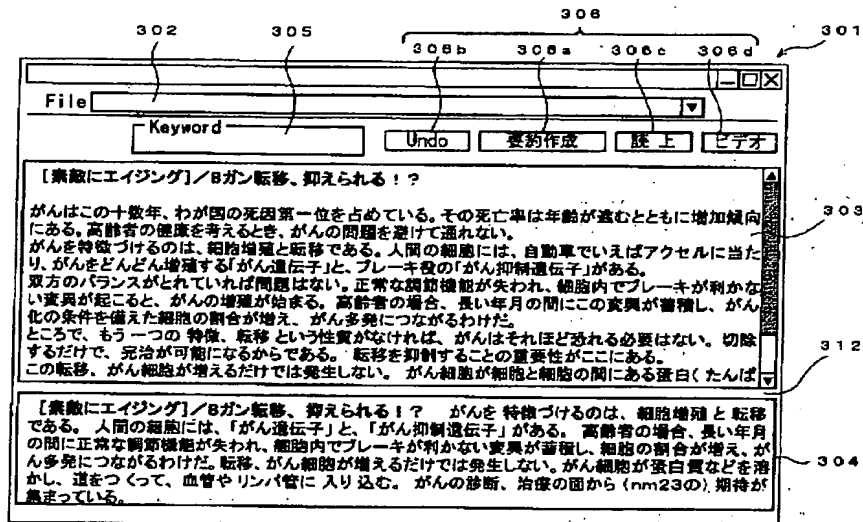 306
302 305 306b 306a 306c 306d 301
File
Keyword Undo 要約作成 読上 ビデオ
[素敵にエイジング]/8ガン転移、抑えられる!?
がんはこの十数年、わが国の死因第一位を占めている。その死亡率は年齢が進むとともに増加傾向
にある。高齢者の健康を考えるとき、がんの問題を避けて通れない。
がんを特徴づけるのは、細胞増殖と転移である。人間の細胞には、自動車でいえばアクセルに当た
り、がんをどんどん増殖する「がん遺伝子」と、ブレーキ役の「がん抑制遺伝子」がある。
双方のバランスがとれていれば問題はない。正常な調節機能が失われ、細胞内でブレーキが利かな
い変異が起こると、がんの増殖が始まる。高齢者の場合、長い年月の間にこの変異が蓄積し、がん
化の条件を備えた細胞の割合が増え、がん多発につながるわけだ。
ところで、もう一つの 特徴、転移 という性質がなければ、がんはそれほど恐れる必要はない。切除
するだけで、完治が可能になるからである。 転移を抑制することの重要性がここにある。
この転移、がん細胞が増えるだけでは発生しない。 がん細胞が細胞と細胞の間にある蛋白(たんぱ
303
312
[素敵にエイジング]/8ガン転移、抑えられる!? がんを 特徴づけるのは、細胞増殖 と 転移
である。 人間の細胞には、「がん遺伝子」と、「がん抑制遺伝子」がある。 高齢者の場合、長い年月
の間に正常な調節機能が失われ、細胞内でブレーキが利かない変異が蓄積し、細胞の割合が増え、が
ん多発につながるわけだ。転移、がん細胞が増えるだけでは発生しない。がん細胞が蛋白質などを溶
かし、道をつくって、血管や リンパ管に 入り 込む。 がんの診断、治療の面から (nm23の) 期待が
集まっている。
304